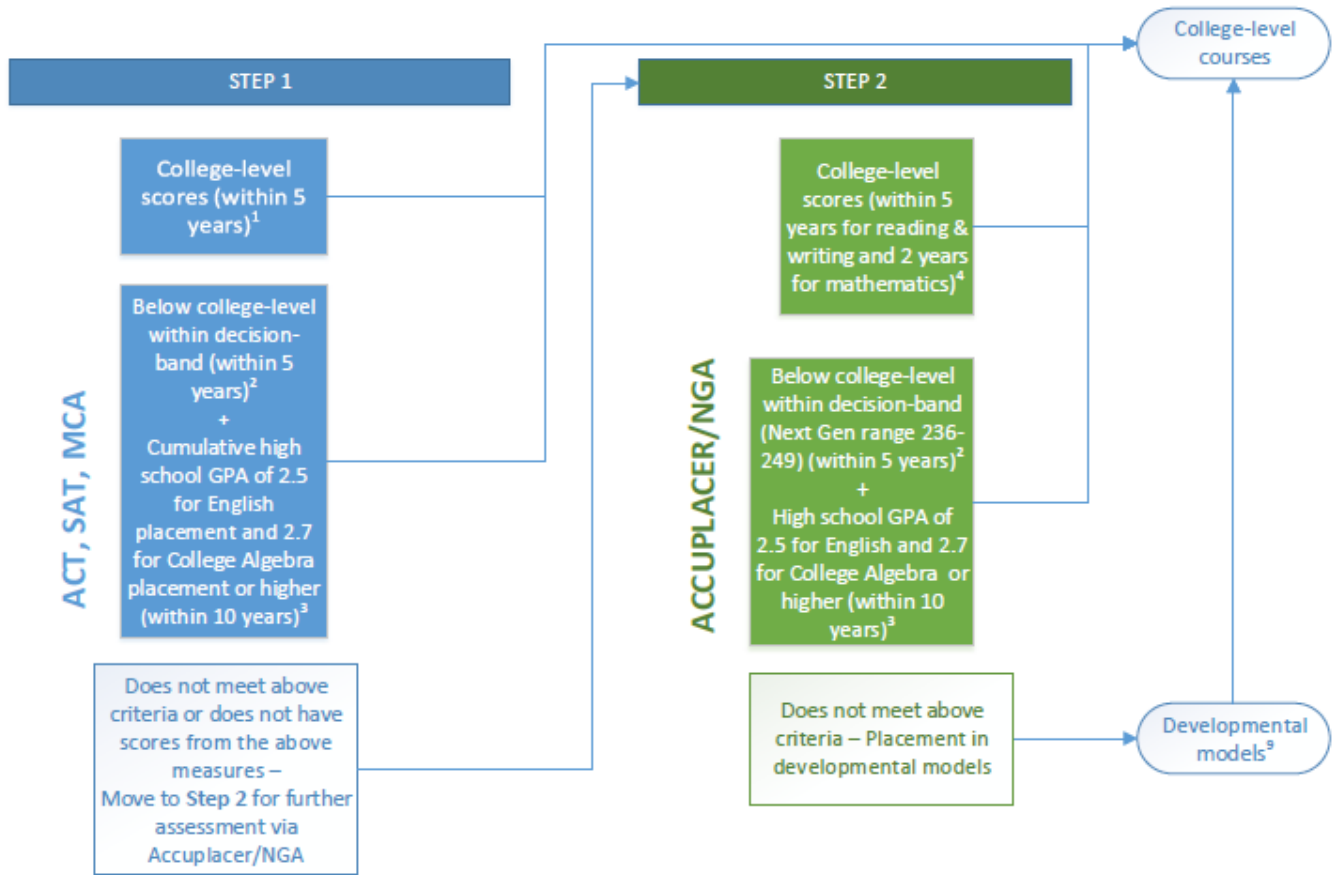 College-level
courses
STEP 1
STEP 2
College-level
scores (within 5
years)¹
Below college-level
within decision-
band (within 5
years)²
+
Cumulative high
school GPA of 2.5
for English
placement and 2.7
for College Algebra
placement or higher
(within 10 years)³
ACT, SAT, MCA
Does not meet above
criteria or does not have
scores from the above
measures –
Move to Step 2 for further
assessment via
Accuplacer/NGA
College-level
scores (within 5
years for reading &
writing and 2 years
for mathematics)⁴
Below college-level
within decision-band
(Next Gen range 236-
249) (within 5 years)²
+
High school GPA of
2.5 for English and 2.7
for College Algebra or
higher (within 10
years)³
ACCUPLACER/NGA
Does not meet above
criteria – Placement in
developmental models
Developmental
models⁹